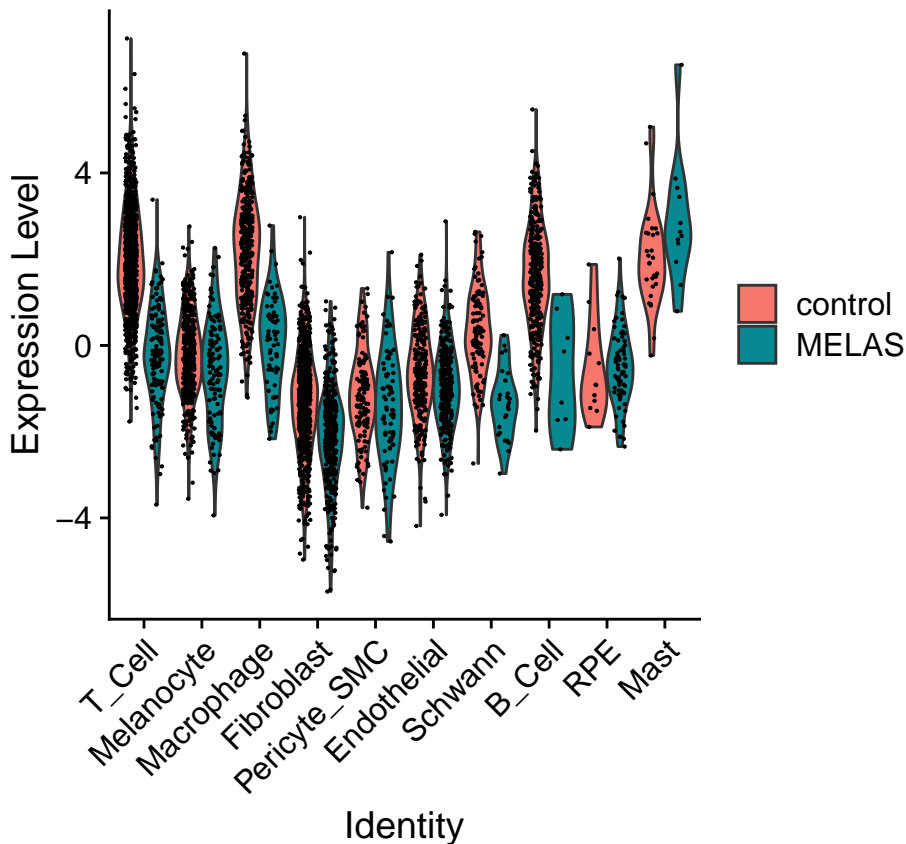 Expression Level
4
0
−4
T_Cell
Melanocyte
Macrophage
Fibroblast
Pericyte_SMC
Endothelial
Schwann
B_Cell
RPE
Mast
Identity
control
MELAS